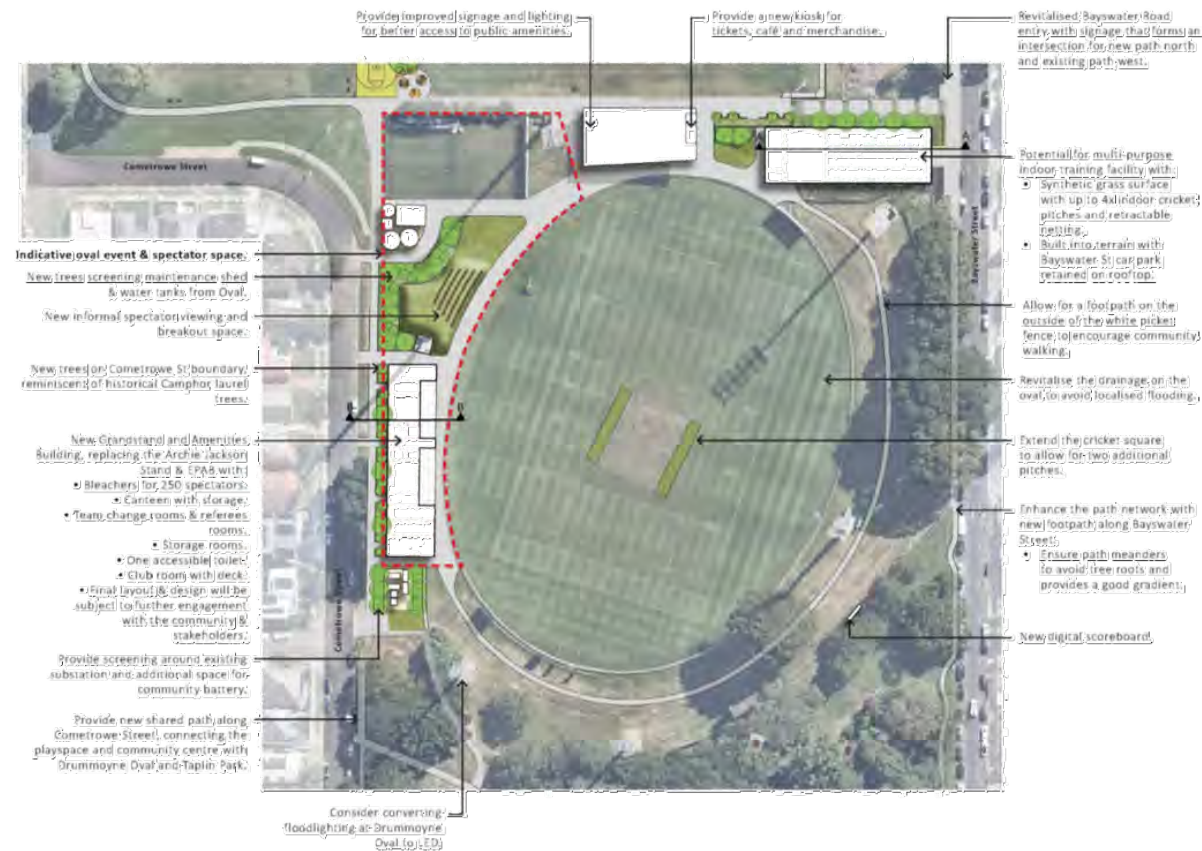 Provide improved signage and lighting
for better access to public amenities.
Provide a new kiosk for
tickets, café and merchandise.
Revitalised Bayswater Road
entry with signage that forms an
intersection for new path north
and existing path west.
Cometrowe Street
Potential for multi-purpose
indoor training facility with:
• Synthetic grass surface
with up to 4x indoor cricket
pitches and retractable
netting.
• Built into terrain with
Bayswater St car park
retained on rooftop.
Bayswater Street
Indicative oval event & spectator space.
New trees screening maintenance shed
& water tanks from Oval.
New informal spectator viewing and
breakout space.
New trees on Cometrowe St boundary,
reminiscent of historical Camphor laurel
trees.
New Grandstand and Amenities
Building, replacing the Archie Jackson
Stand & EPAB with:
• Bleachers for 250 spectators.
• Canteen with storage.
• Team change rooms & referees
rooms.
• Storage rooms.
• One accessible toilet.
• Club room with deck.
• Final layout & design will be
subject to further engagement
with the community &
stakeholders.
Cometrowe Street
Provide screening around existing
substation and additional space for
community battery.
Provide new shared path along
Cometrowe Street, connecting the
playspace and community centre with
Drummoyne Oval and Taplin Park.
Allow for a footpath on the
outside of the white picket
fence to encourage community
walking.
Revitalise the drainage on the
oval to avoid localised flooding.
Extend the cricket square
to allow for two additional
pitches.
Enhance the path network with
new footpath along Bayswater
Street.
• Ensure path meanders
to avoid tree roots and
provides a good gradient.
New digital scoreboard.
Consider converting
floodlighting at Drummoyne
Oval to LED.